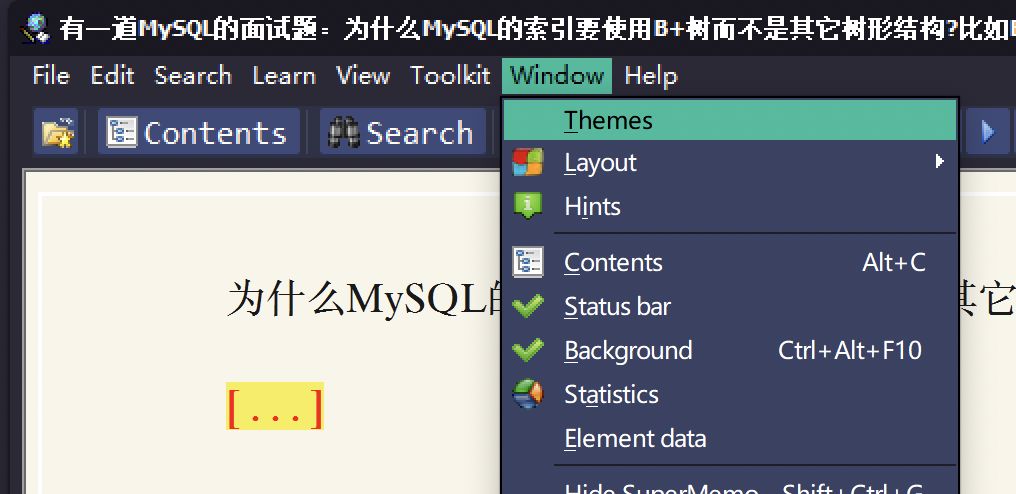 有一道MySQL的面试题：为什么MySQL的索引要使用B+树而不是其它树形结构?比如
File Edit Search Learn View Toolkit Window Help
Contents Search
Themes
Layout
Hints
Contents Alt+C
为什么MySQL 其它
Status bar
Background Ctrl+Alt+F10
[...]
Statistics
Element data
Hide SuperMemo Shift+Ctrl+G